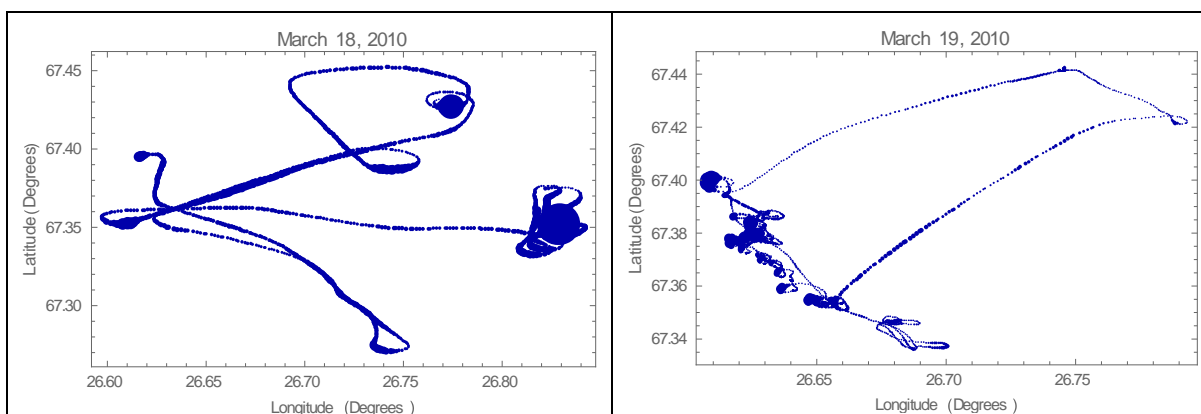 March 18, 2010
67.45
67.40
67.35
67.30
Latitude (Degrees)
26.60 26.65 26.70 26.75 26.80
Longitude (Degrees )
March 19, 2010
67.44
67.42
67.40
67.38
67.36
67.34
Latitude (Degrees)
26.65 26.70 26.75
Longitude (Degrees )